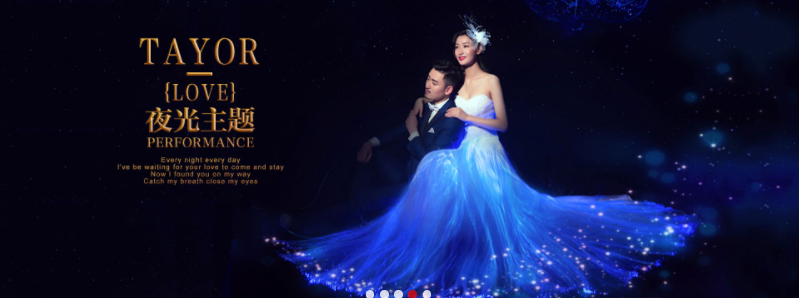 TAYOR
{LOVE}
夜光主题
PERFORMANCE
Every night every day
I've be waiting for your love to come and stay
Now I found you on my way
Catch my breath close my eyes